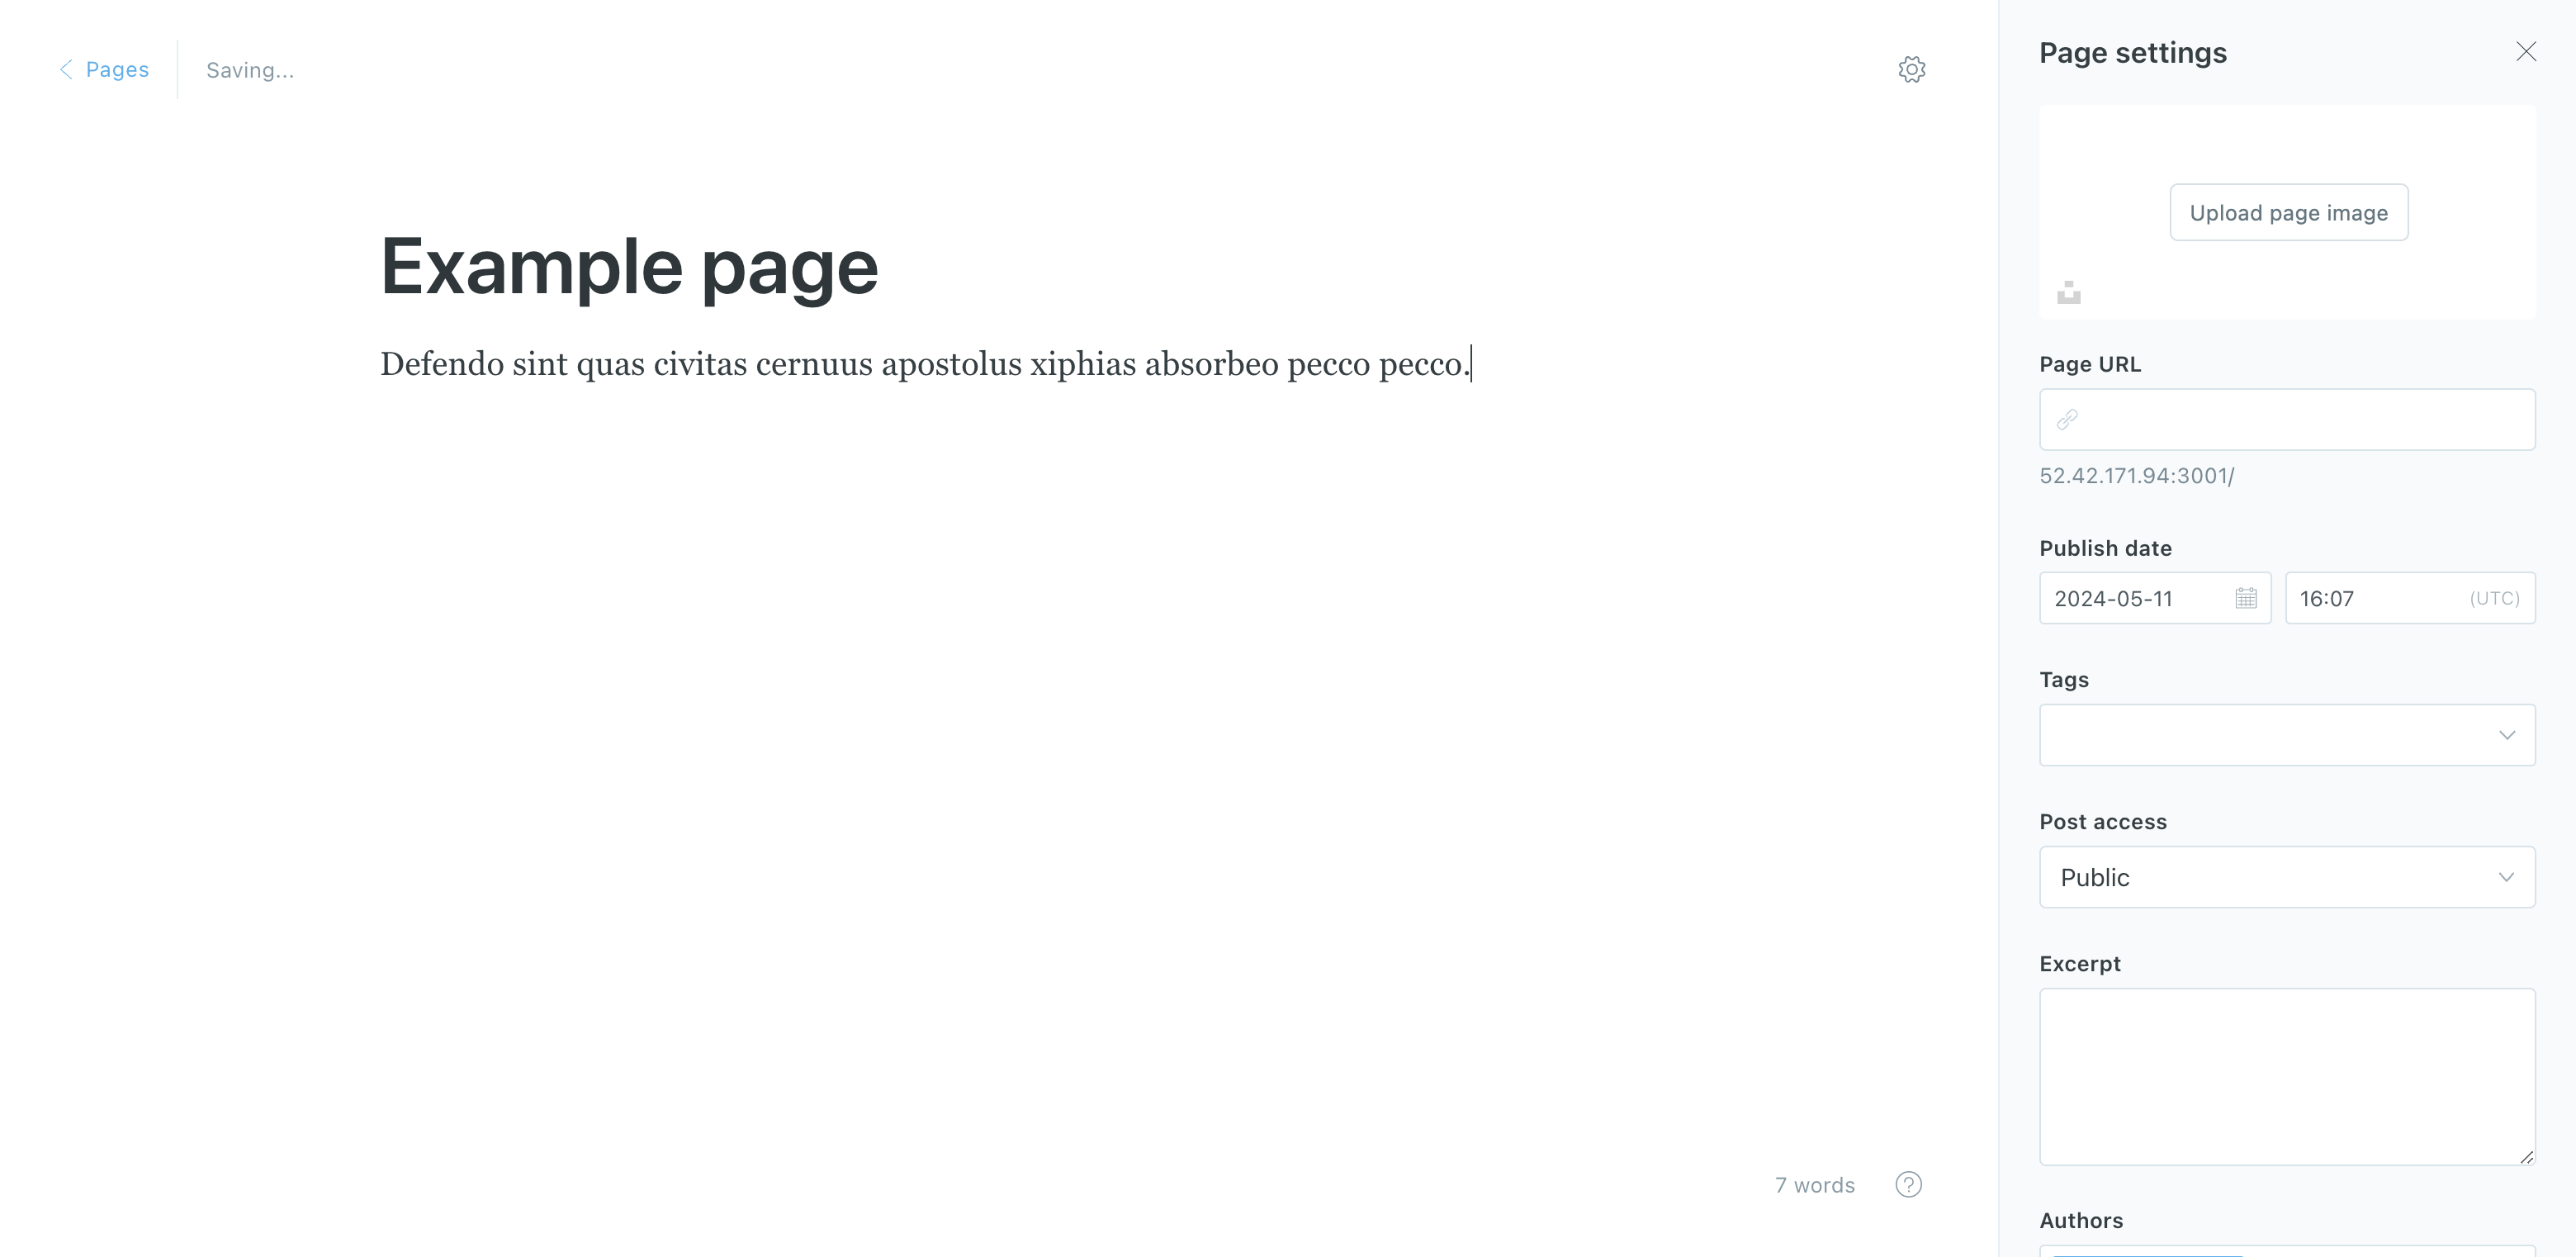 Pages
Saving...
Example page
Defendo sint quas civitas cernuus apostolus xiphias absorbeo pecco pecco.
7 words
?
Page settings
Upload page image
Page URL
52.42.171.94:3001/
Publish date
2024-05-11
16:07 (UTC)
Tags
Post access
Public
Excerpt
Authors